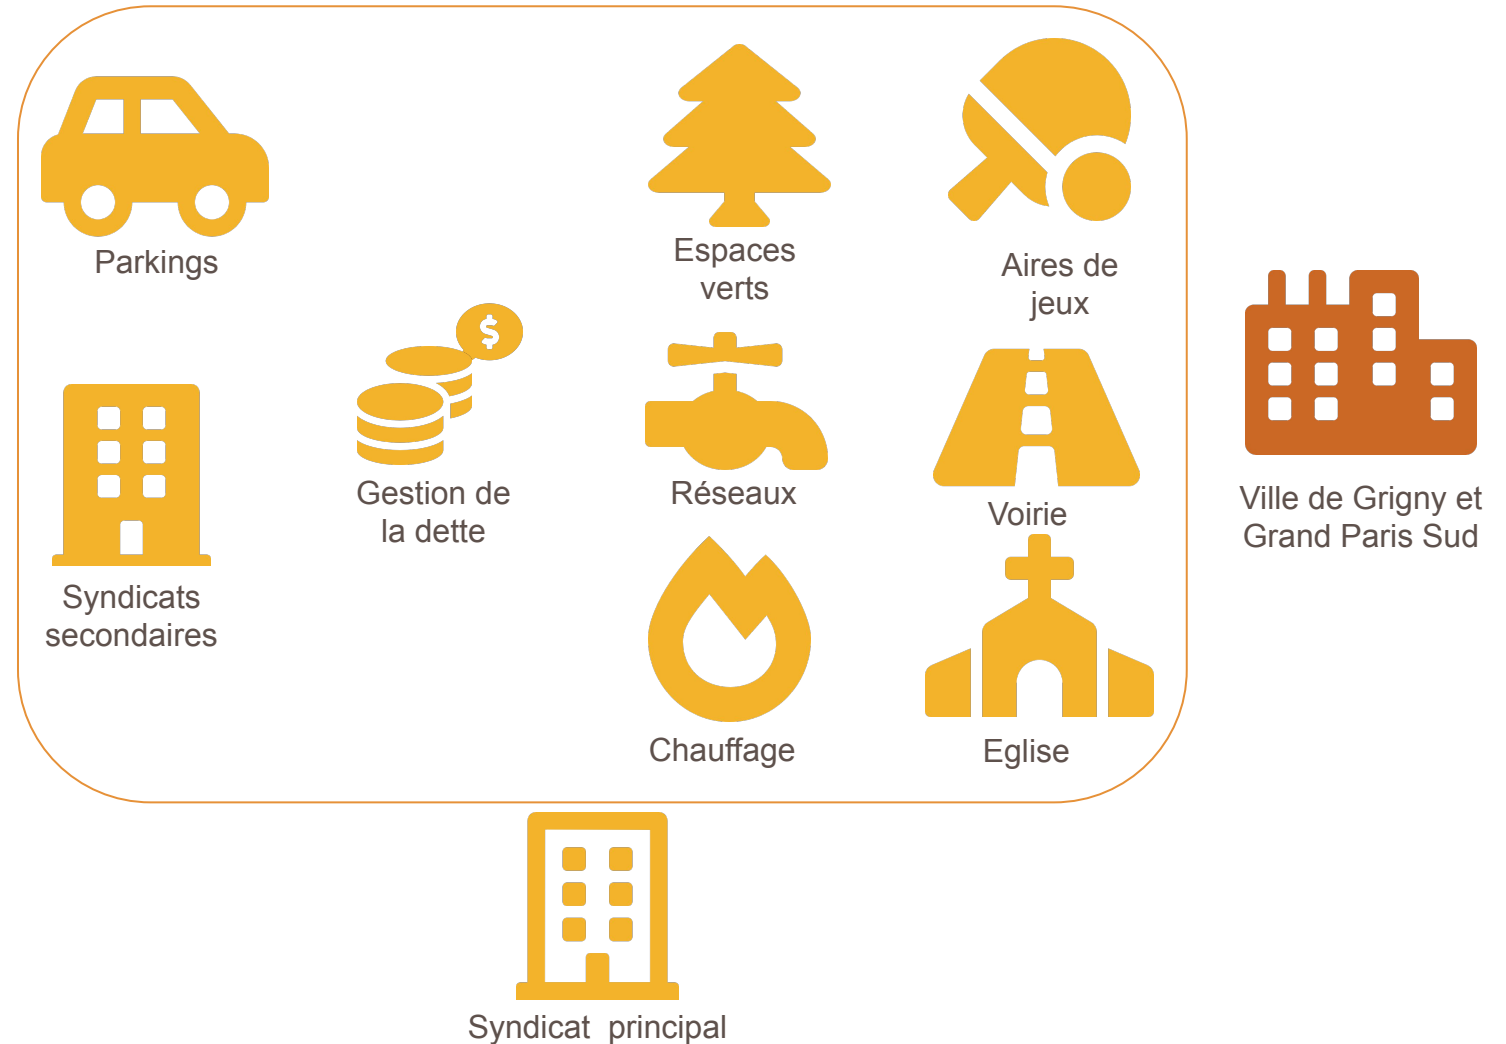 Parkings
Espaces
verts
Aires de
jeux
$
Gestion de
la dette
Réseaux
Voirie
Ville de Grigny et
Grand Paris Sud
Syndicats
secondaires
Chauffage
Eglise
Syndicat principal